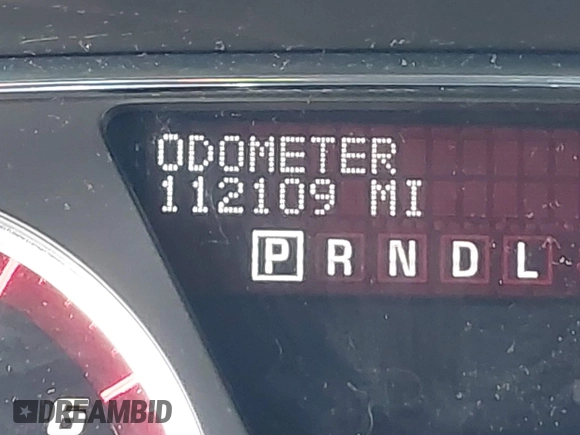 ODOMETER
112109 MI
P R N D L
DREAMBID